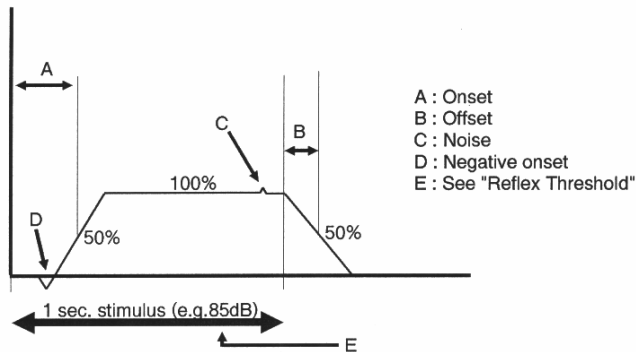 A
C
B
100%
D
50%
50%
1 sec. stimulus (e.g.85dB)
E
A : Onset
B : Offset
C : Noise
D : Negative onset
E : See "Reflex Threshold"